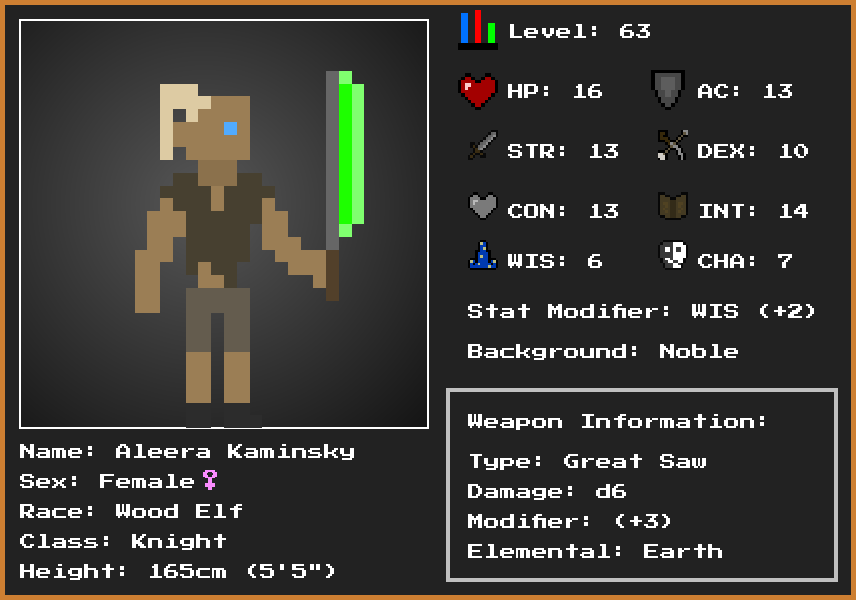 Level: 63
HP: 16
AC: 13
STR: 13
DEX: 10
CON: 13
INT: 14
WIS: 6
CHA: 7
Stat Modifier: WIS (+2)
Background: Noble
Weapon Information:
Type: Great Saw
Damage: d6
Modifier: (+3)
Elemental: Earth
Name: Aleera Kaminsky
Sex: Female♀
Race: Wood Elf
Class: Knight
Height: 165cm (5'5")